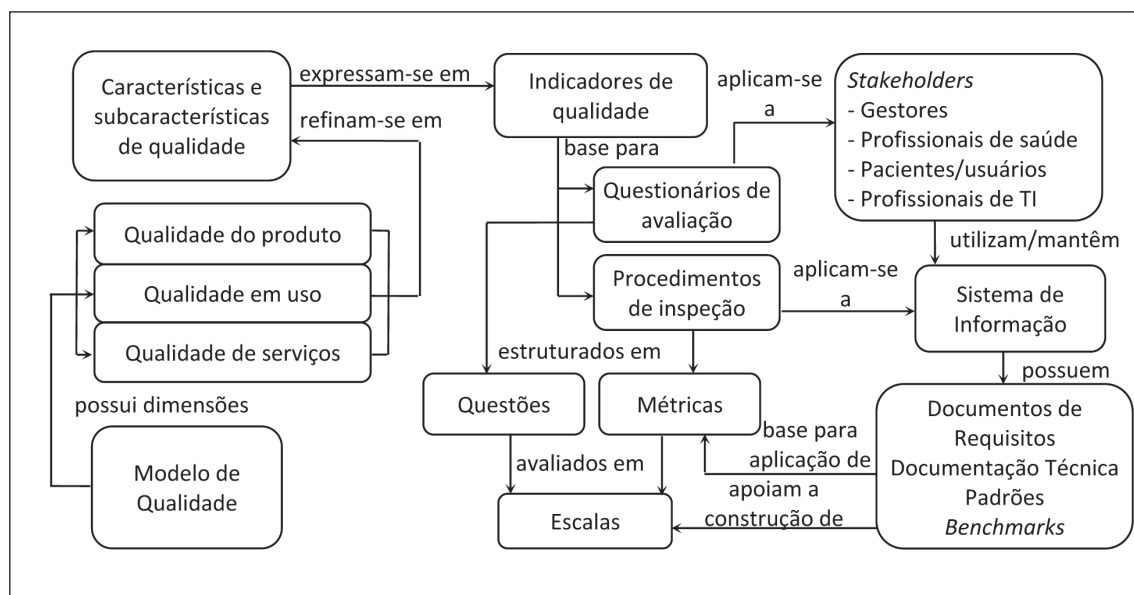 Características e
subcaracterísticas
de qualidade
expressam-se em
refinam-se em
Indicadores de
qualidade
base para
aplicam-se
a
Stakeholders
- Gestores
- Profissionais de saúde
- Pacientes/usuários
- Profissionais de TI
Questionários de
avaliação
utilizam/mantêm
Qualidade do produto
Qualidade em uso
Qualidade de serviços
Procedimentos
de inspeção
aplicam-se
a
Sistema de
Informação
estruturados em
possuem
possui dimensões
Questões
Métricas
Modelo de
Qualidade
avaliados em
base para
aplicação de
apoiam a
construção de
Documentos de
Requisitos
Documentação Técnica
Padrões
Benchmarks
Escalas